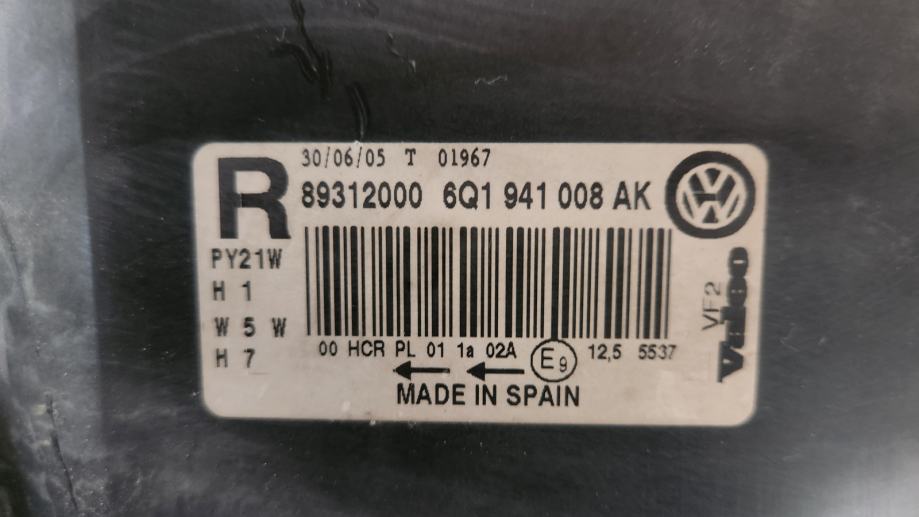 30/06/05 T 01967
R
89312000 6Q1 941 008 AK
PY21W
H 1
W 5 W
H 7
00 HCR PL 01 1a 02A E9 12,5 5537
MADE IN SPAIN
VF2
Valeo